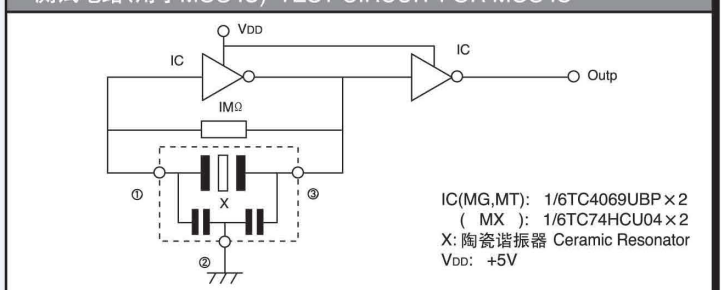 VDD
IC
IC
Outp
IMΩ
①
X
③
②
IC(MG,MT): 1/6TC4069UBP×2
( MX ): 1/6TC74HCU04×2
X: 陶瓷谐振器 Ceramic Resonator
VDD: +5V